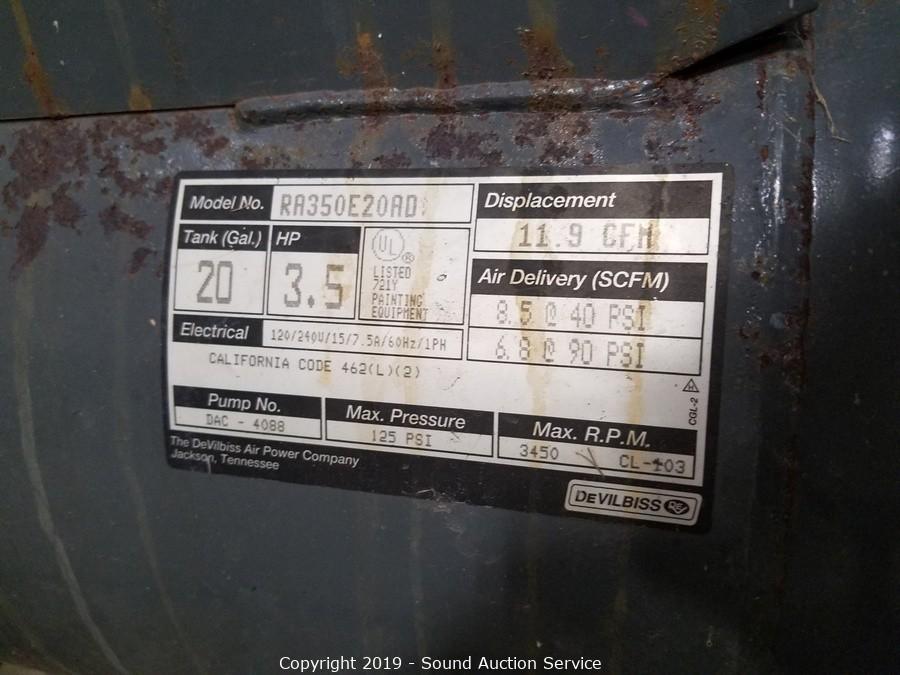 Model No. RA350E20AD
Displacement
11.9 CFM
Tank (Gal.) HP
20 3.5
UL ®
LISTED
721Y
PAINTING
EQUIPMENT
Air Delivery (SCFM)
8.5 @ 40 PSI
6.8 @ 90 PSI
Electrical 120/240V/15/7.5A/60Hz/1PH
CALIFORNIA CODE 462(L)(2)
CGL-2
Pump No. Max. Pressure Max. R.P.M.
DAC - 4088 125 PSI 3450 CL-103
The DeVilbiss Air Power Company
Jackson, Tennessee
DEVILBISS
Copyright 2019 - Sound Auction Service